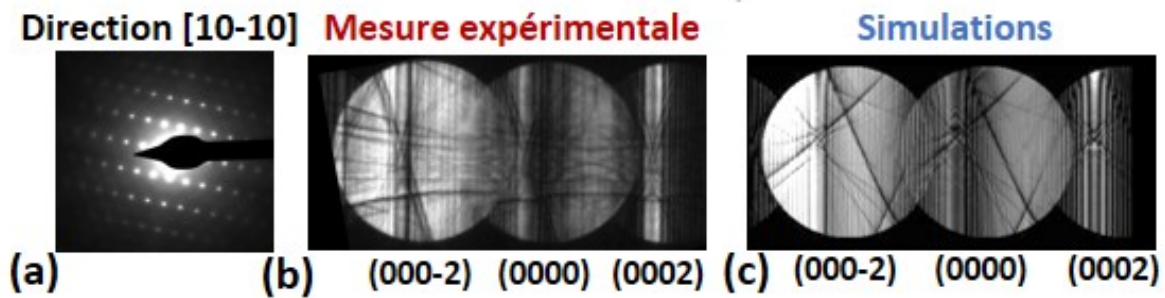 Direction [10-10] Mesure expérimentale Simulations
(a) (b) (000-2) (0000) (0002) (c) (000-2) (0000) (0002)